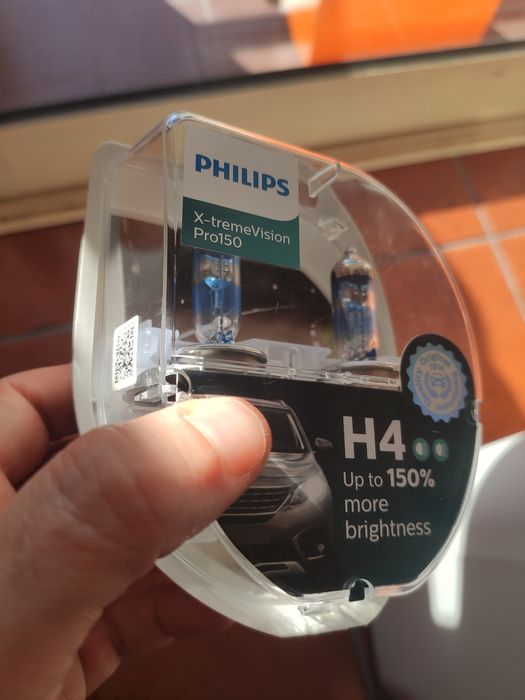 PHILIPS
X-tremeVision
Pro150
H4
Up to 150%
more
brightness